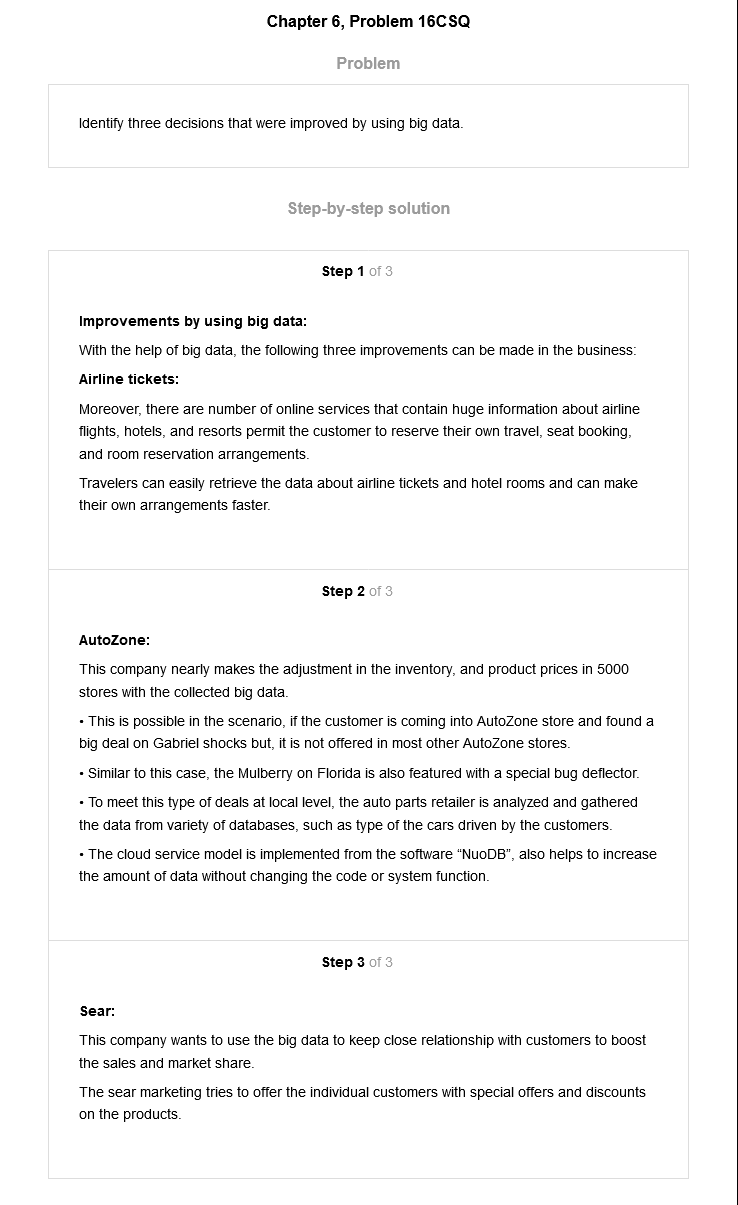 Chapter 6, Problem 16CSQ
Problem
Identify three decisions that were improved by using big data.
Step-by-step solution
Step 1 of 3
Improvements by using big data:
With the help of big data, the following three improvements can be made in the business:
Airline tickets:
Moreover, there are number of online services that contain huge information about airline
flights, hotels, and resorts permit the customer to reserve their own travel, seat booking,
and room reservation arrangements.
Travelers can easily retrieve the data about airline tickets and hotel rooms and can make
their own arrangements faster.
Step 2 of 3
AutoZone:
This company nearly makes the adjustment in the inventory, and product prices in 5000
stores with the collected big data.
• This is possible in the scenario, if the customer is coming into AutoZone store and found a
big deal on Gabriel shocks but, it is not offered in most other AutoZone stores.
• Similar to this case, the Mulberry on Florida is also featured with a special bug deflector.
• To meet this type of deals at local level, the auto parts retailer is analyzed and gathered
the data from variety of databases, such as type of the cars driven by the customers.
• The cloud service model is implemented from the software “NuoDB”, also helps to increase
the amount of data without changing the code or system function.
Step 3 of 3
Sear:
This company wants to use the big data to keep close relationship with customers to boost
the sales and market share.
The sear marketing tries to offer the individual customers with special offers and discounts
on the products.